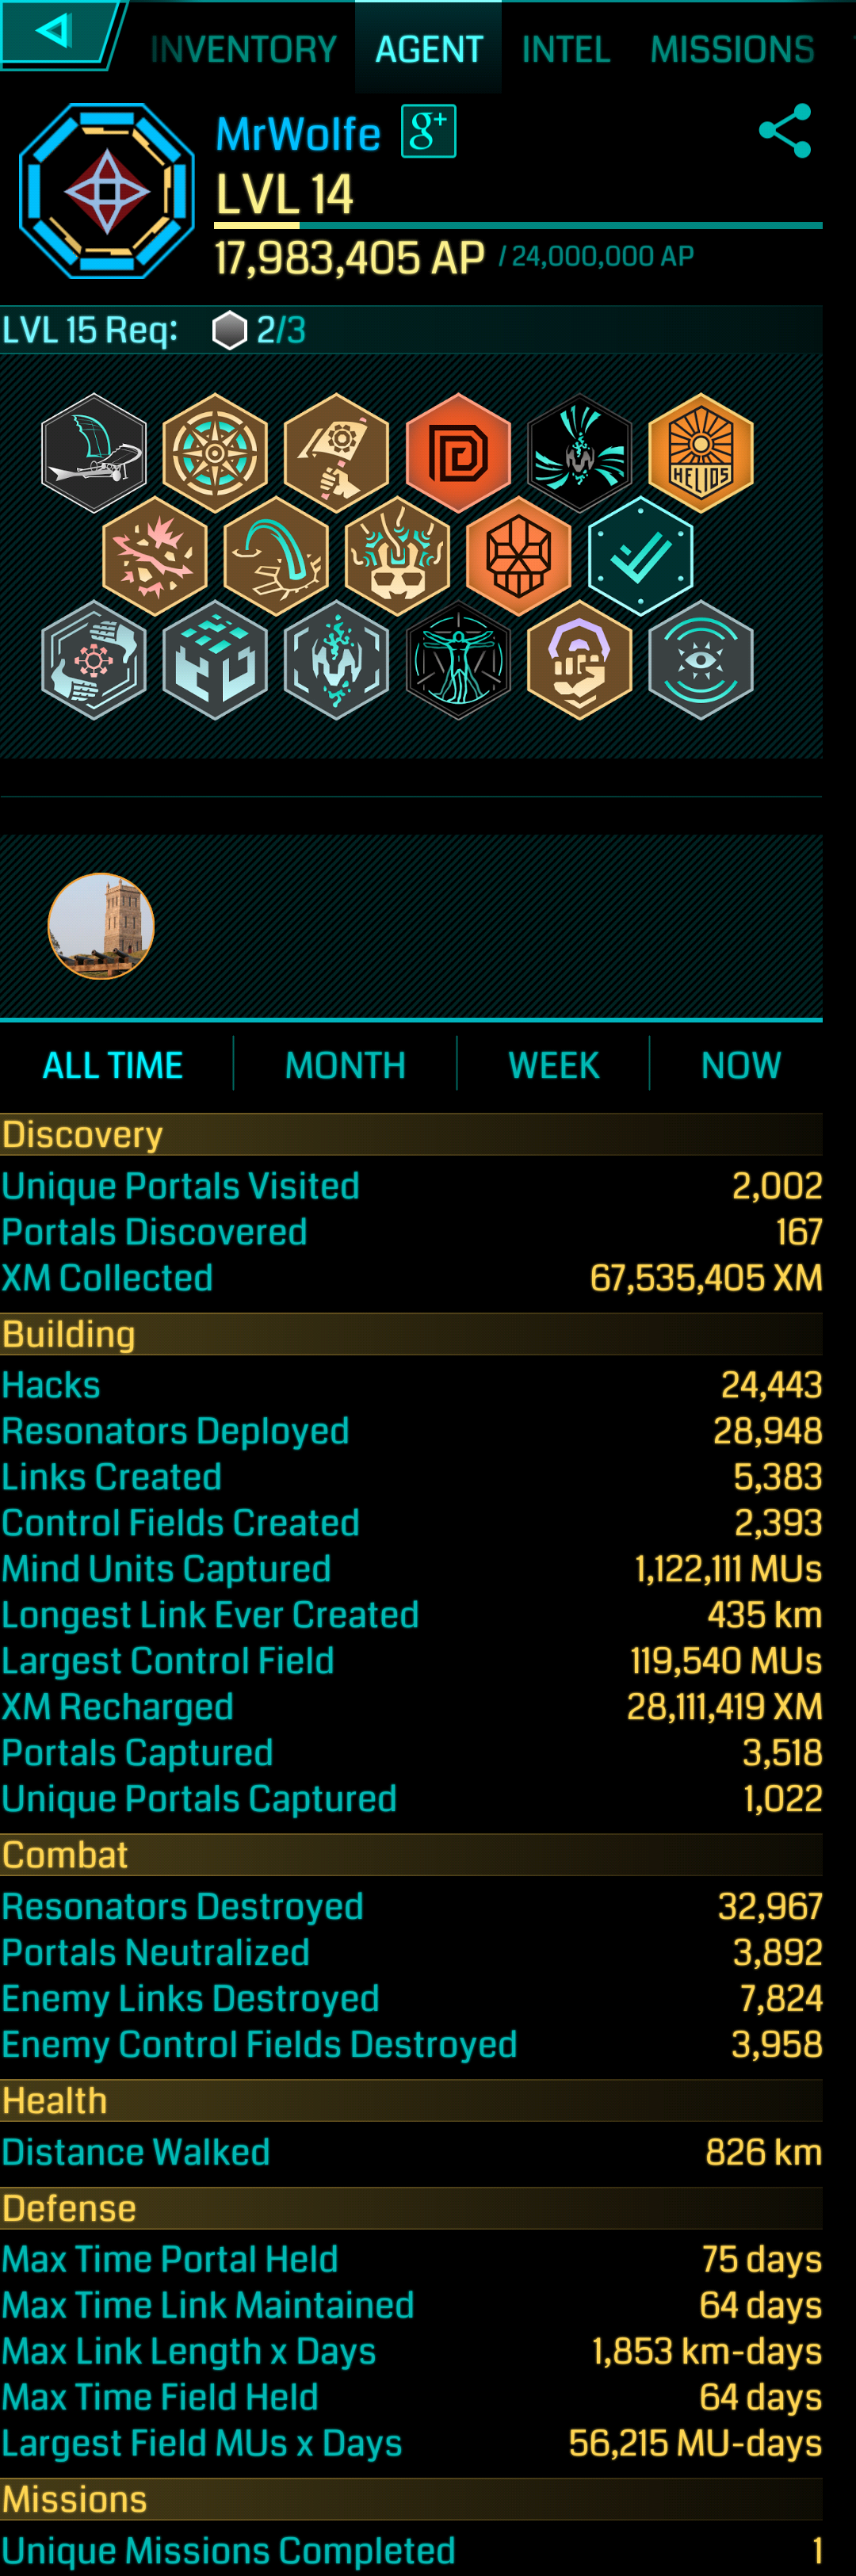 INVENTORY AGENT INTEL MISSIONS
MrWolfe g+
LVL 14
17,983,405 AP / 24,000,000 AP
LVL 15 Req: 2/3
HELIOS
ALL TIME MONTH WEEK NOW
Discovery
Unique Portals Visited 2,002
Portals Discovered 167
XM Collected 67,535,405 XM
Building
Hacks 24,443
Resonators Deployed 28,948
Links Created 5,383
Control Fields Created 2,393
Mind Units Captured 1,122,111 MUs
Longest Link Ever Created 435 km
Largest Control Field 119,540 MUs
XM Recharged 28,111,419 XM
Portals Captured 3,518
Unique Portals Captured 1,022
Combat
Resonators Destroyed 32,967
Portals Neutralized 3,892
Enemy Links Destroyed 7,824
Enemy Control Fields Destroyed 3,958
Health
Distance Walked 826 km
Defense
Max Time Portal Held 75 days
Max Time Link Maintained 64 days
Max Link Length x Days 1,853 km-days
Max Time Field Held 64 days
Largest Field MUs x Days 56,215 MU-days
Missions
Unique Missions Completed 1